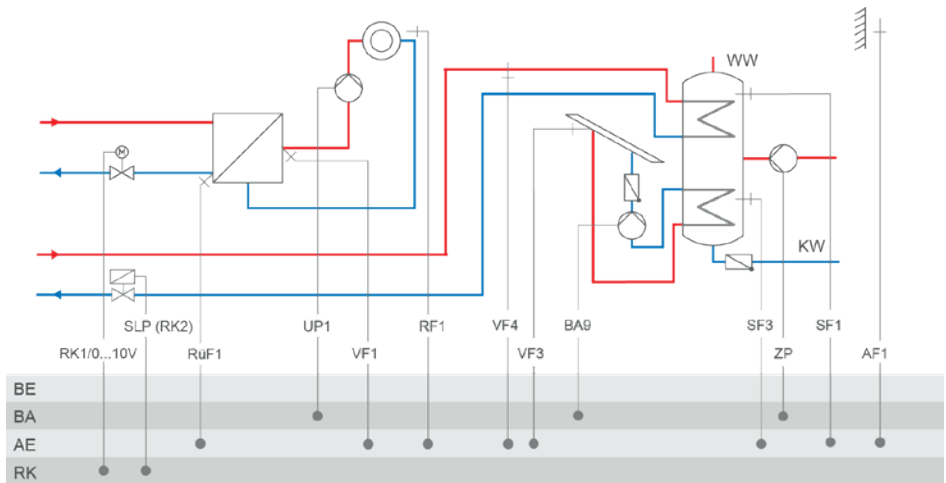 WW
M
KW
SLP (RK2) UP1 RF1 VF4 BA9 SF3 SF1
RK1/0...10V RüF1 VF1 VF3 ZP AF1
BE
BA
AE
RK